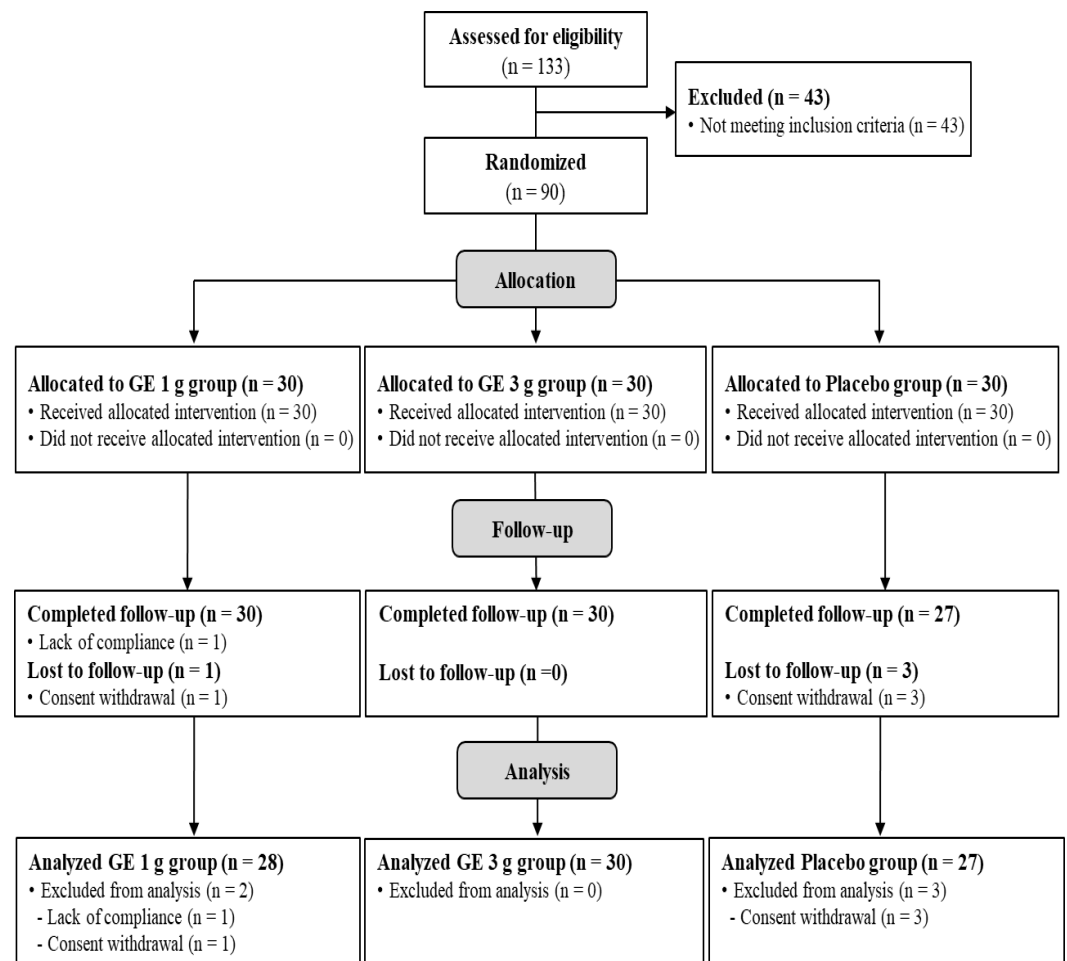 Assessed for eligibility
(n = 133)
Excluded (n = 43)
• Not meeting inclusion criteria (n = 43)
Randomized
(n = 90)
Allocation
Allocated to GE 1 g group (n = 30)
• Received allocated intervention (n = 30)
• Did not receive allocated intervention (n = 0)
Allocated to GE 3 g group (n = 30)
• Received allocated intervention (n = 30)
• Did not receive allocated intervention (n = 0)
Allocated to Placebo group (n = 30)
• Received allocated intervention (n = 30)
• Did not receive allocated intervention (n = 0)
Follow-up
Completed follow-up (n = 30)
• Lack of compliance (n = 1)
Lost to follow-up (n = 1)
• Consent withdrawal (n = 1)
Completed follow-up (n = 30)
Lost to follow-up (n =0)
Completed follow-up (n = 27)
Lost to follow-up (n = 3)
• Consent withdrawal (n = 3)
Analysis
Analyzed GE 1 g group (n = 28)
• Excluded from analysis (n = 2)
- Lack of compliance (n = 1)
- Consent withdrawal (n = 1)
Analyzed GE 3 g group (n = 30)
• Excluded from analysis (n = 0)
Analyzed Placebo group (n = 27)
• Excluded from analysis (n = 3)
- Consent withdrawal (n = 3)